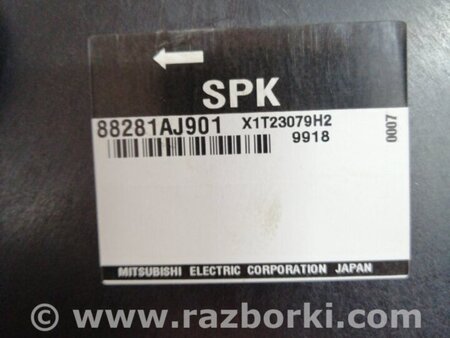 SPK
88281AJ901 X1T23079H2
9918
0007
MITSUBISHI ELECTRIC CORPORATION JAPAN
© www.razborki.com